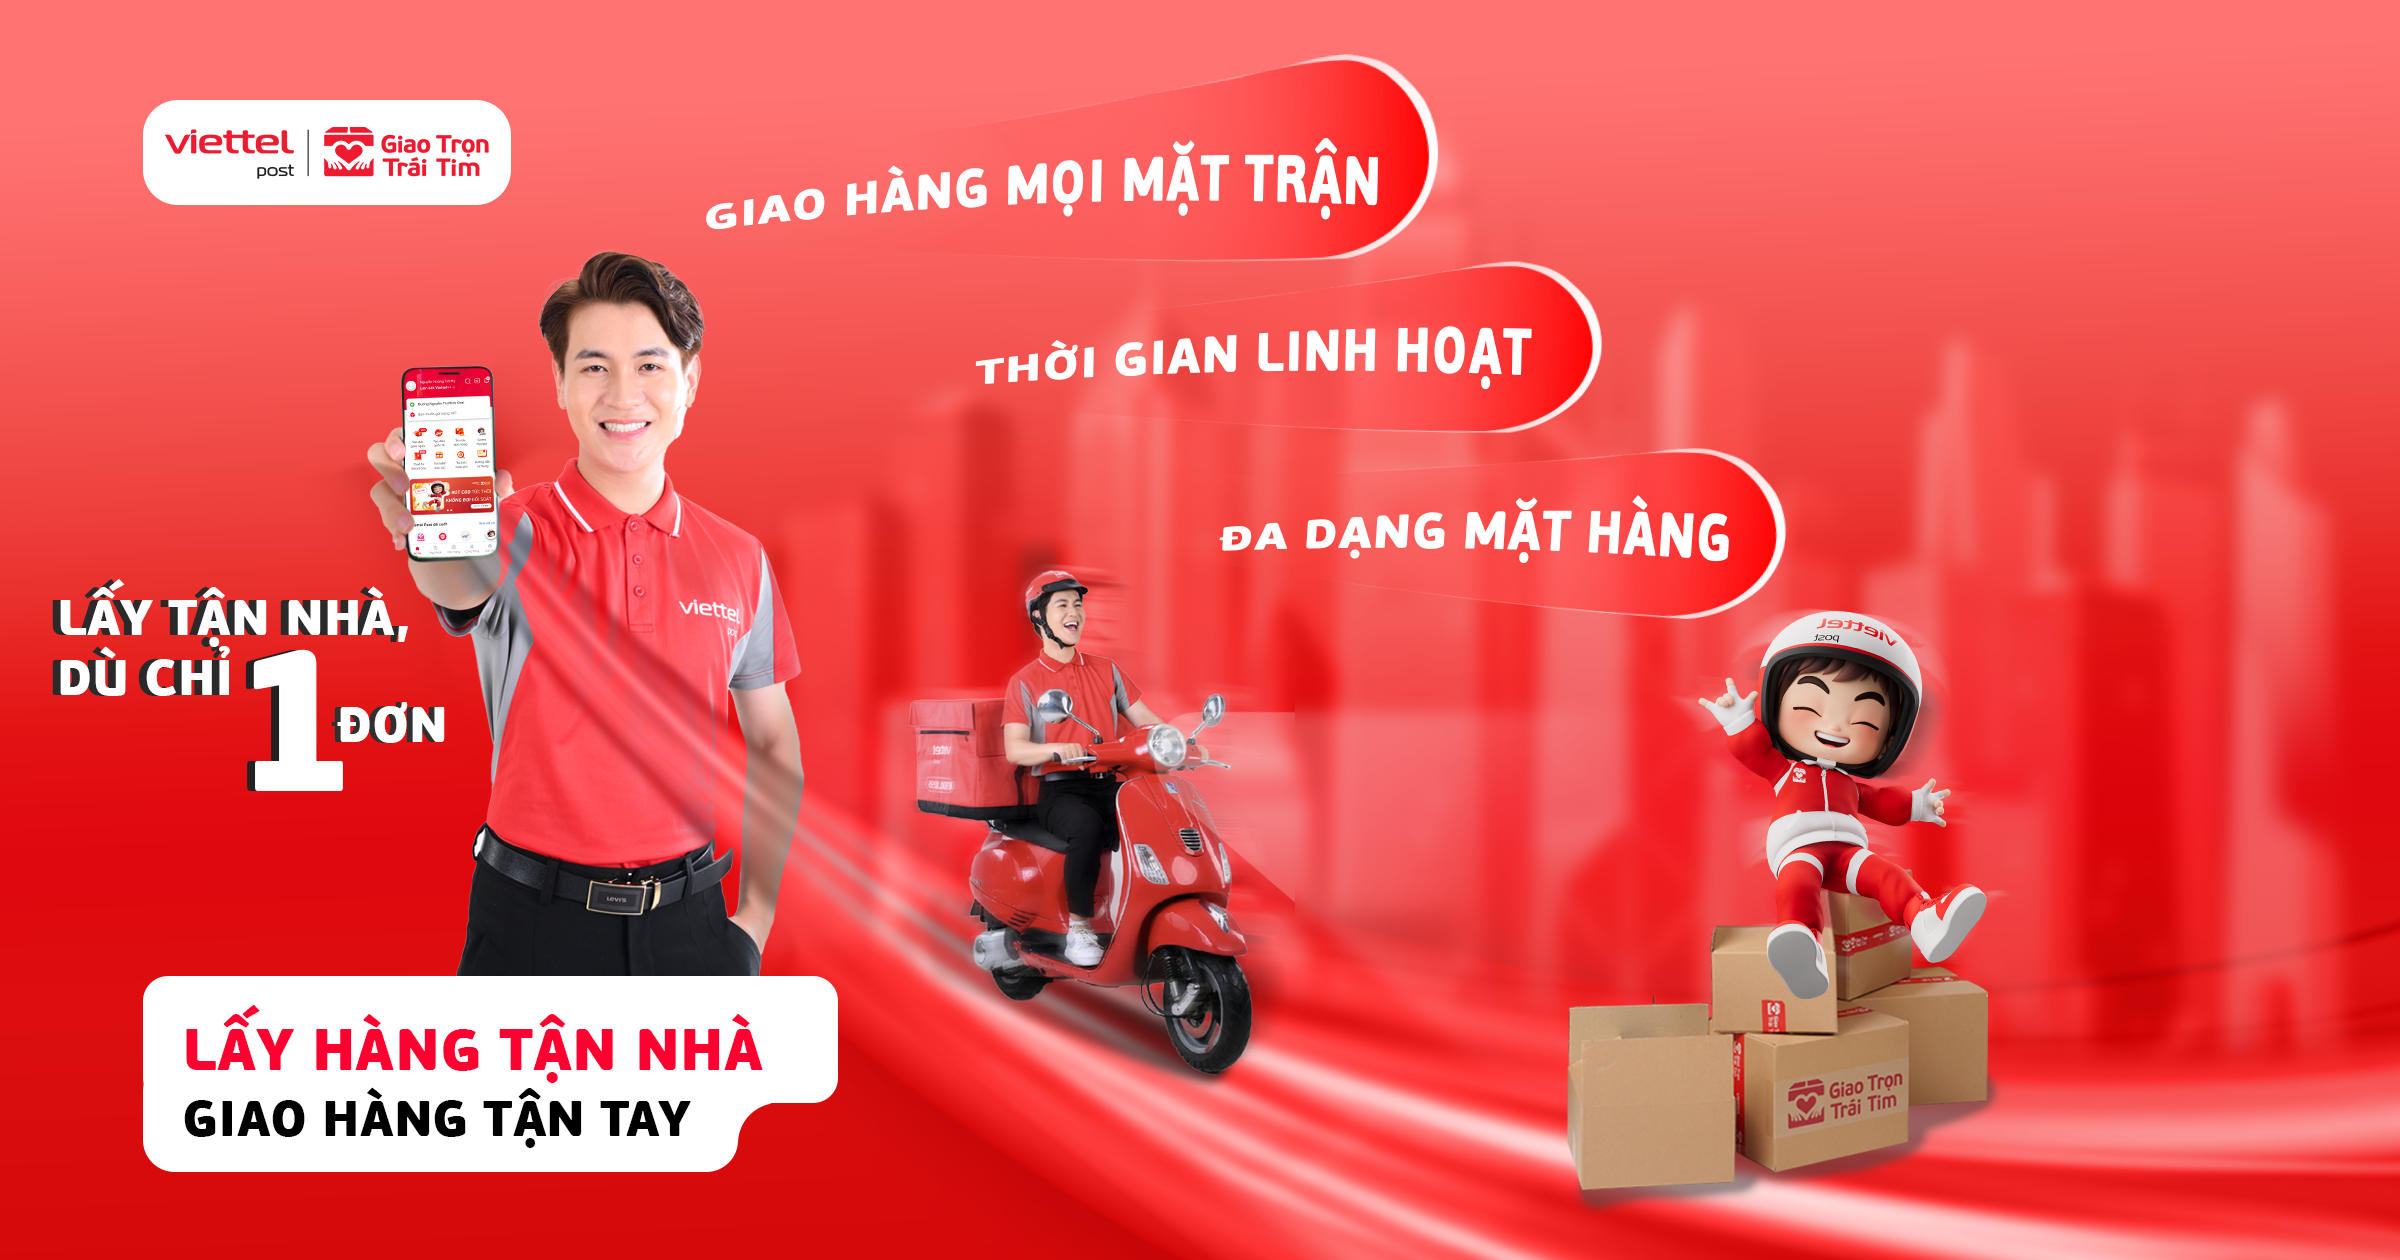 viettel
post
Giao Trọn
Trái Tim
GIAO HÀNG MỌI MẶT TRẬN
THỜI GIAN LINH HOẠT
ĐA DẠNG MẶT HÀNG
viettel
post
LẤY TẬN NHÀ,
DÙ CHỈ 1 ĐƠN
viettel
post
Levi's
LẤY HÀNG TẬN NHÀ
GIAO HÀNG TẬN TAY
Giao Trọn
Trái Tim